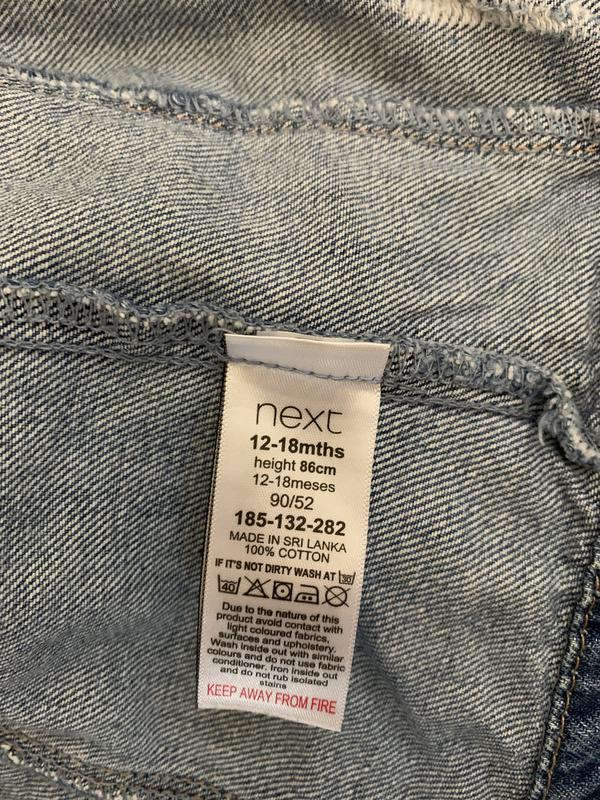 next
12-18mths
height 86cm
12-18meses
90/52
185-132-282
MADE IN SRI LANKA
100% COTTON
IF IT'S NOT DIRTY WASH AT 30
40
Due to the nature of this
product avoid contact with
light coloured fabrics,
surfaces and upholstery.
Wash inside out with similar
colours and do not use fabric
conditioner. Iron inside out
and do not rub isolated
stains
KEEP AWAY FROM FIRE